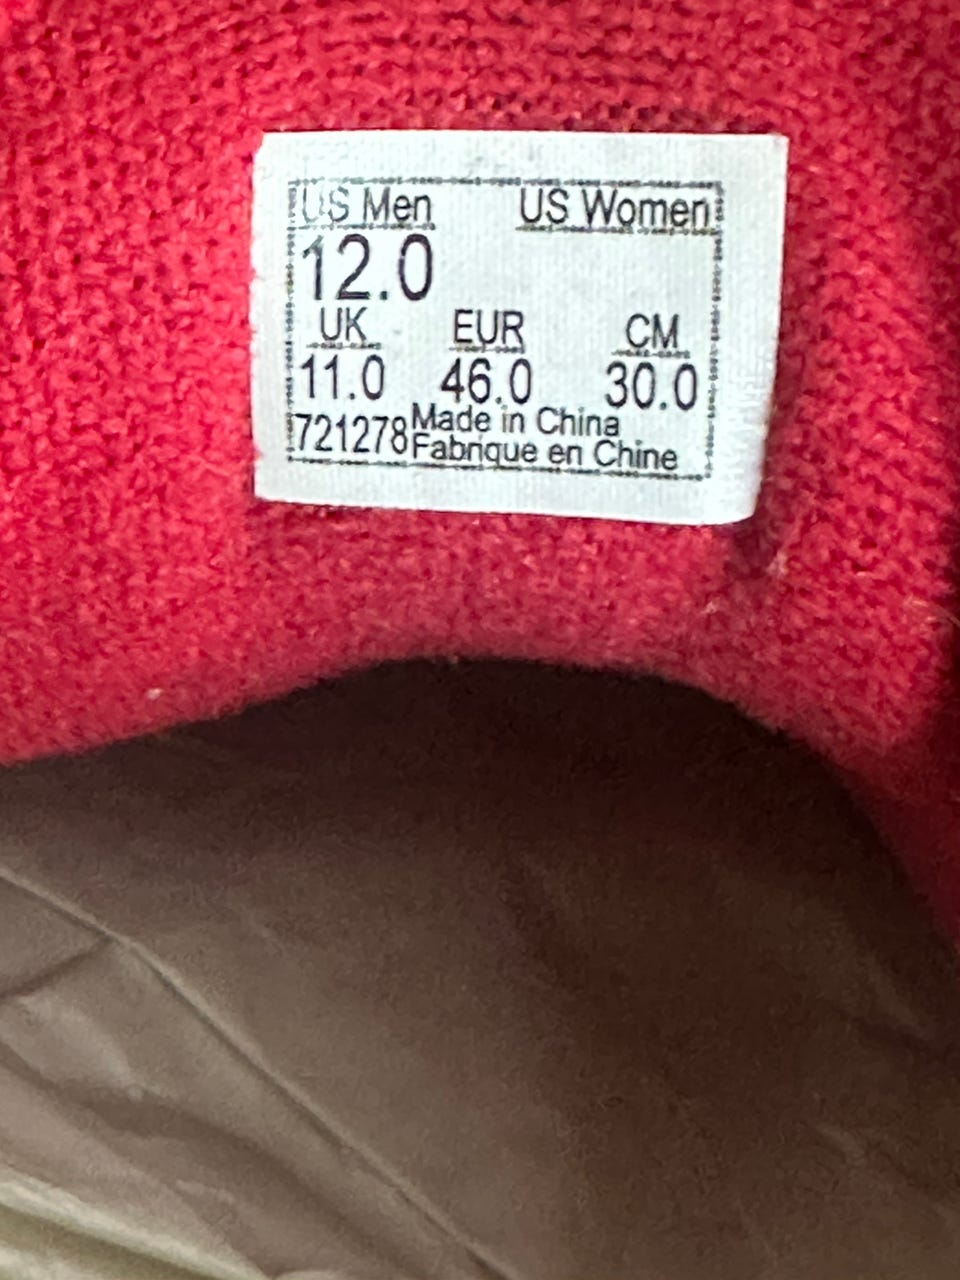 US Men US Women
12.0
UK EUR CM
11.0 46.0 30.0
721278 Made in China
Fabrique en Chine